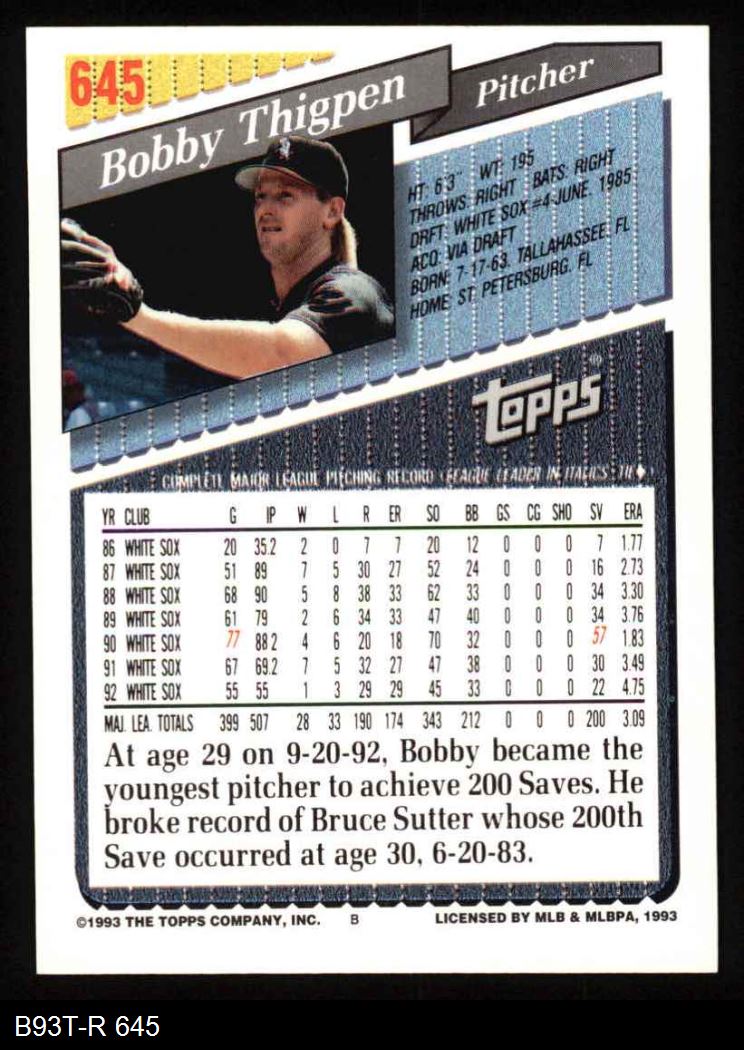 645
Bobby Thigpen
Pitcher
HT: 6'3" WT: 195
THROWS: RIGHT BATS: RIGHT
DRFT: WHITE SOX #4-JUNE, 1985
ACQ: VIA DRAFT
BORN: 7-17-63, TALLAHASSEE, FL
HOME: ST. PETERSBURG, FL
topps®
COMPLETE MAJOR LEAGUE PITCHING RECORD LEAGUE LEADER IN ITALICS, TIE ♦
YR CLUB G IP W L R ER SO BB GS CG SHO SV ERA
86 WHITE SOX 20 35.2 2 0 7 7 20 12 0 0 0 7 1.77
87 WHITE SOX 51 89 7 5 30 27 52 24 0 0 0 16 2.73
88 WHITE SOX 68 90 5 8 38 33 62 33 0 0 0 34 3.30
89 WHITE SOX 61 79 2 6 34 33 47 40 0 0 0 34 3.76
90 WHITE SOX 77 88.2 4 6 20 18 70 32 0 0 0 57 1.83
91 WHITE SOX 67 69.2 7 5 32 27 47 38 0 0 0 30 3.49
92 WHITE SOX 55 55 1 3 29 29 45 33 0 0 0 22 4.75
MAJ. LEA. TOTALS 399 507 28 33 190 174 343 212 0 0 0 200 3.09
At age 29 on 9-20-92, Bobby became the
youngest pitcher to achieve 200 Saves. He
broke record of Bruce Sutter whose 200th
Save occurred at age 30, 6-20-83.
©1993 THE TOPPS COMPANY, INC. B LICENSED BY MLB & MLBPA, 1993
B93T-R 645